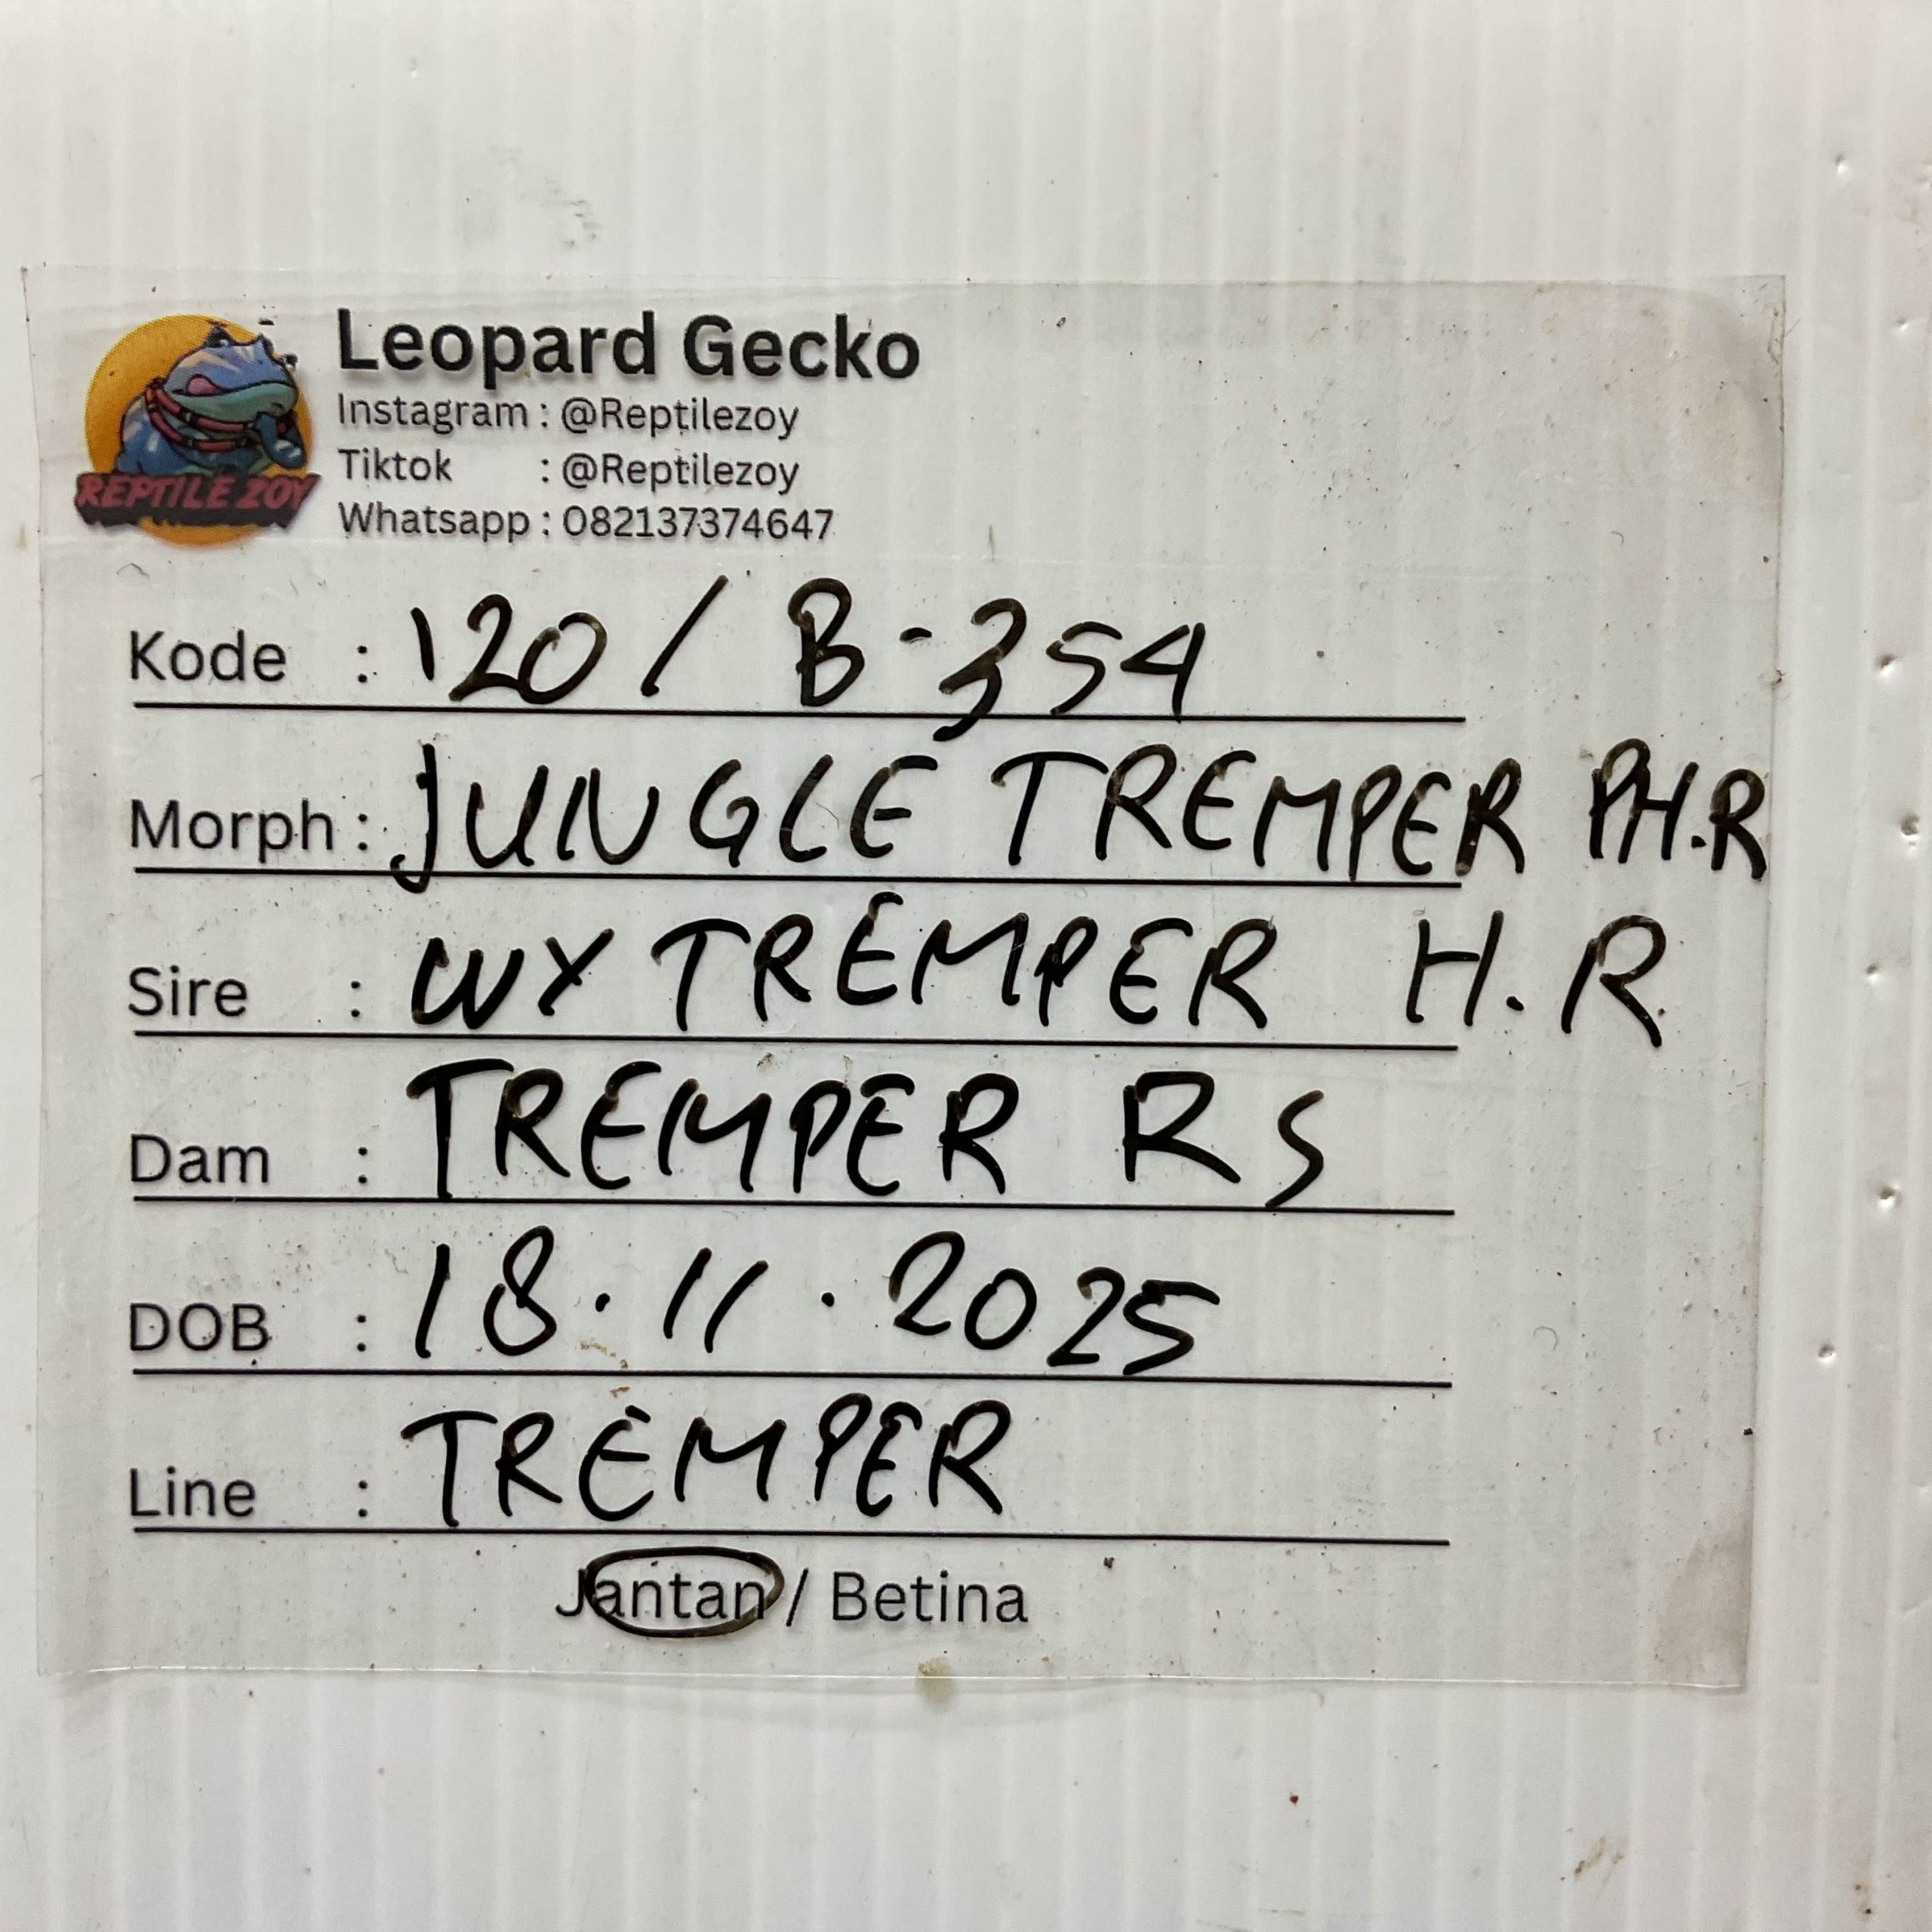 REPTILE ZOY
Leopard Gecko
Instagram : @Reptilezoy
Tiktok : @Reptilezoy
Whatsapp : 082137374647
Kode : 120 / B-354
Morph : JUNGLE TREMPER PH.R
Sire : WY TREMPER H.R
Dam : TREMPER RS
DOB : 18.11.2025
Line : TREMPER
Jantan / Betina